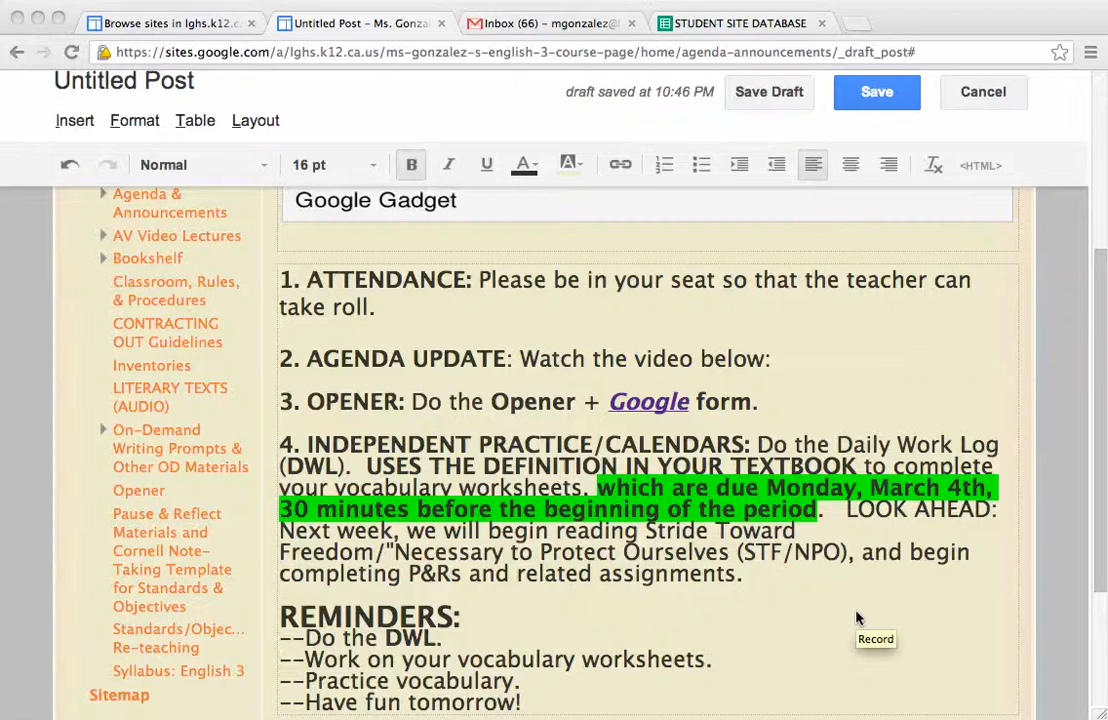 Browse sites in lghs.k12.c
Untitled Post - Ms. Gonza
Inbox (60) - mgonzalez@
STUDENT SITE DATABASE
https://sites.google.com/a/lghs.k12.ca.us/ms-gonzalez-s-english-3-course-page/home/agenda-announcements/_draft_post#
Untitled Post
draft saved at 10:46 PM
Save Draft
Save
Cancel
Insert Format Table Layout
Normal 16 pt B I U A A <HTML>
Agenda &
Announcements
AV Video Lectures
Bookshelf
Classroom, Rules,
& Procedures
CONTRACTING
OUT Guidelines
Inventories
LITERARY TEXTS
(AUDIO)
On-Demand
Writing Prompts &
Other OD Materials
Opener
Pause & Reflect
Materials and
Cornell Note-
Taking Template
for Standards &
Objectives
Standards/Objec...
Re-teaching
Syllabus: English 3
Sitemap
Google Gadget
1. ATTENDANCE: Please be in your seat so that the teacher can
take roll.
2. AGENDA UPDATE: Watch the video below:
3. OPENER: Do the Opener + Google form.
4. INDEPENDENT PRACTICE/CALENDARS: Do the Daily Work Log
(DWL). USES THE DEFINITION IN YOUR TEXTBOOK to complete
your vocabulary worksheets, which are due Monday, March 4th,
30 minutes before the beginning of the period. LOOK AHEAD:
Next week, we will begin reading Stride Toward
Freedom/"Necessary to Protect Ourselves (STF/NPO), and begin
completing P&Rs and related assignments.
REMINDERS:
--Do the DWL.
--Work on your vocabulary worksheets.
--Practice vocabulary.
--Have fun tomorrow!
Record